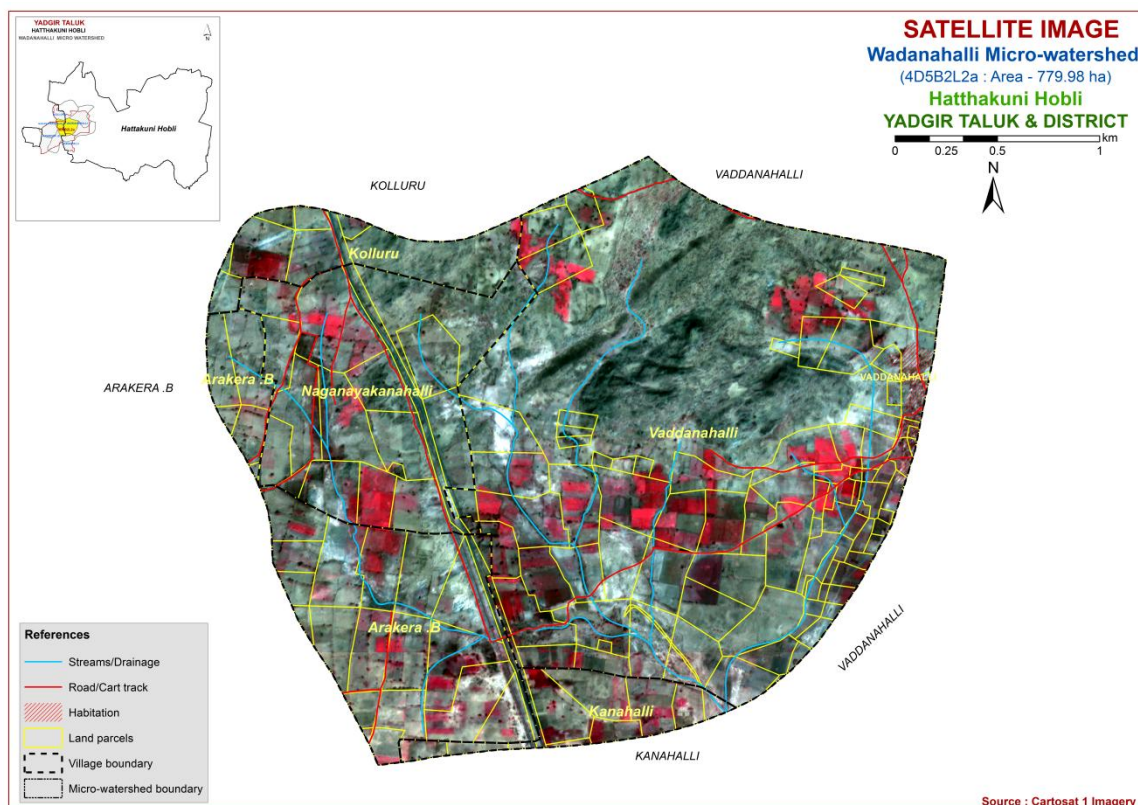 YADGIR TALUK
HATTHAKUNI HOBLI
WADANAHALLI MICRO WATERSHED
N
Hattakuni Hobli
SATELLITE IMAGE
Wadanahalli Micro-watershed
(4D5B2L2a : Area - 779.98 ha)
Hatthakuni Hobli
YADGIR TALUK & DISTRICT
km
0 0.25 0.5 1
N
KOLLURU
VADDANAHALLI
Kolluru
ARAKERA .B
Arakera .B
Naganayakanahalli
VADDANAHALLI
Vaddanahalli
VADDANAHALLI
Arakera .B
Kanahalli
KANAHALLI
References
Streams/Drainage
Road/Cart track
Habitation
Land parcels
Village boundary
Micro-watershed boundary
Source : Cartosat 1 Imagery